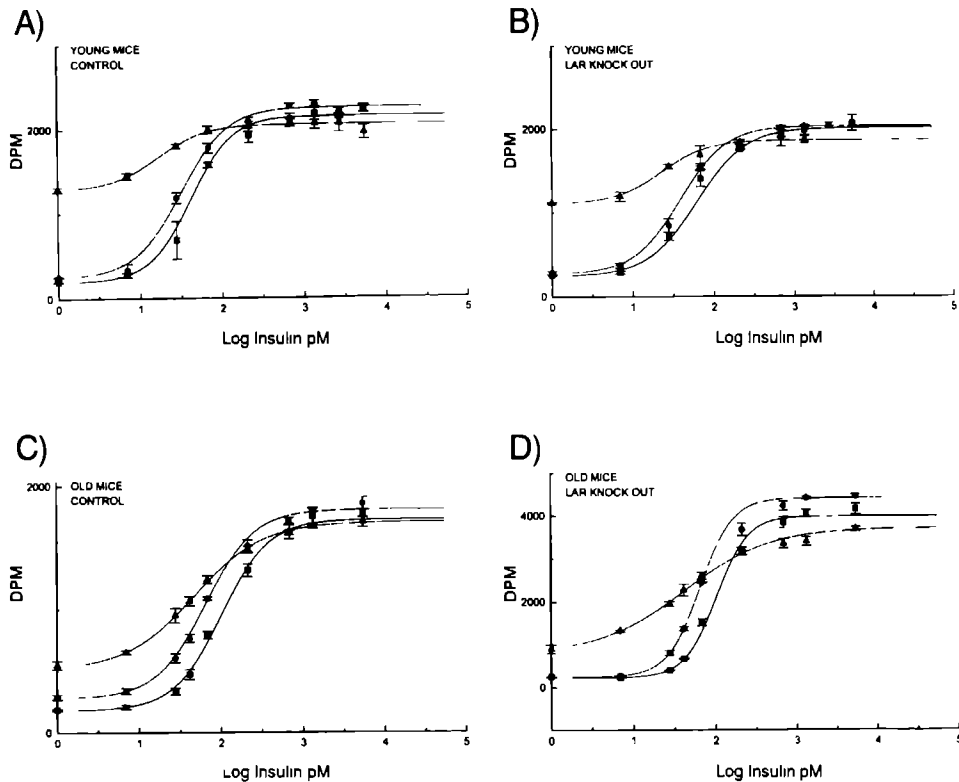 A)
YOUNG MICE
CONTROL
DPM
2000
0
0 1 2 3 4 5
Log Insulin pM
B)
YOUNG MICE
LAR KNOCK OUT
DPM
2000
0
0 1 2 3 4 5
Log Insulin pM
C)
OLD MICE
CONTROL
DPM
2000
0
0 1 2 3 4 5
Log Insulin pM
D)
OLD MICE
LAR KNOCK OUT
DPM
4000
2000
0
0 1 2 3 4 5
Log Insulin pM